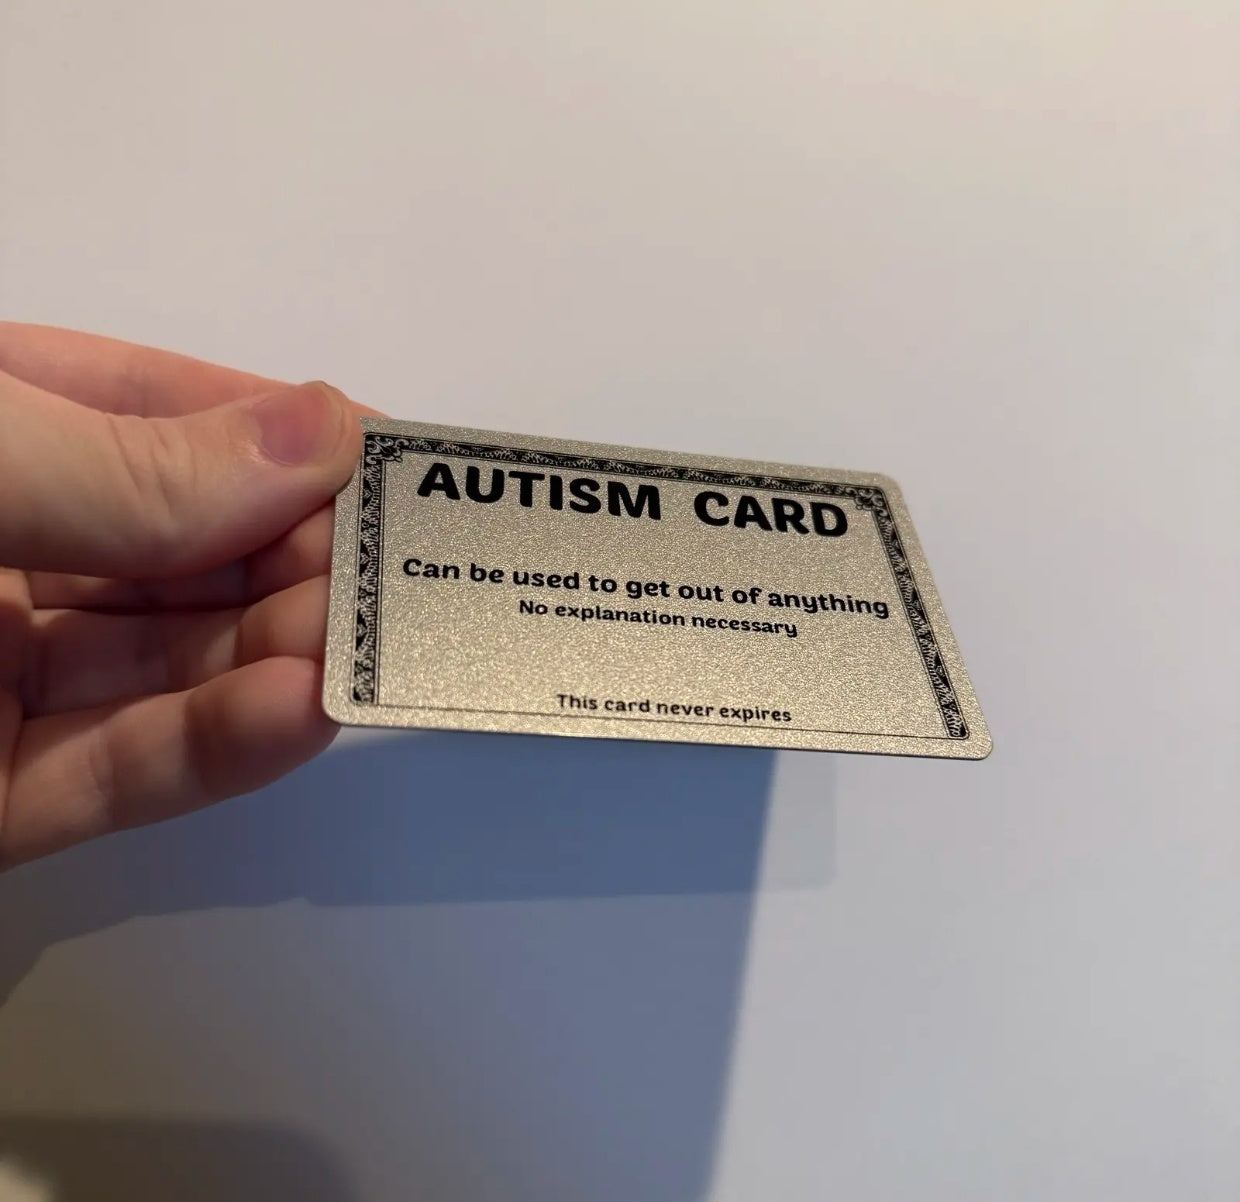 AUTISM CARD
Can be used to get out of anything
No explanation necessary
This card never expires